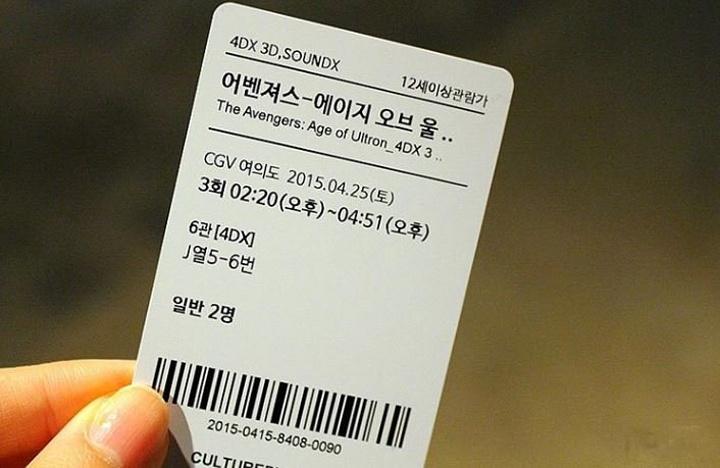 4DX 3D,SOUNDX
12세이상관람가
어벤져스-에이지 오브 울 ..
The Avengers: Age of Ultron_4DX 3 ..
CGV 여의도 2015.04.25(토)
3회 02:20(오후)~04:51(오후)
6관[4DX]
J열5-6번
일반 2명
2015-0415-8408-0090